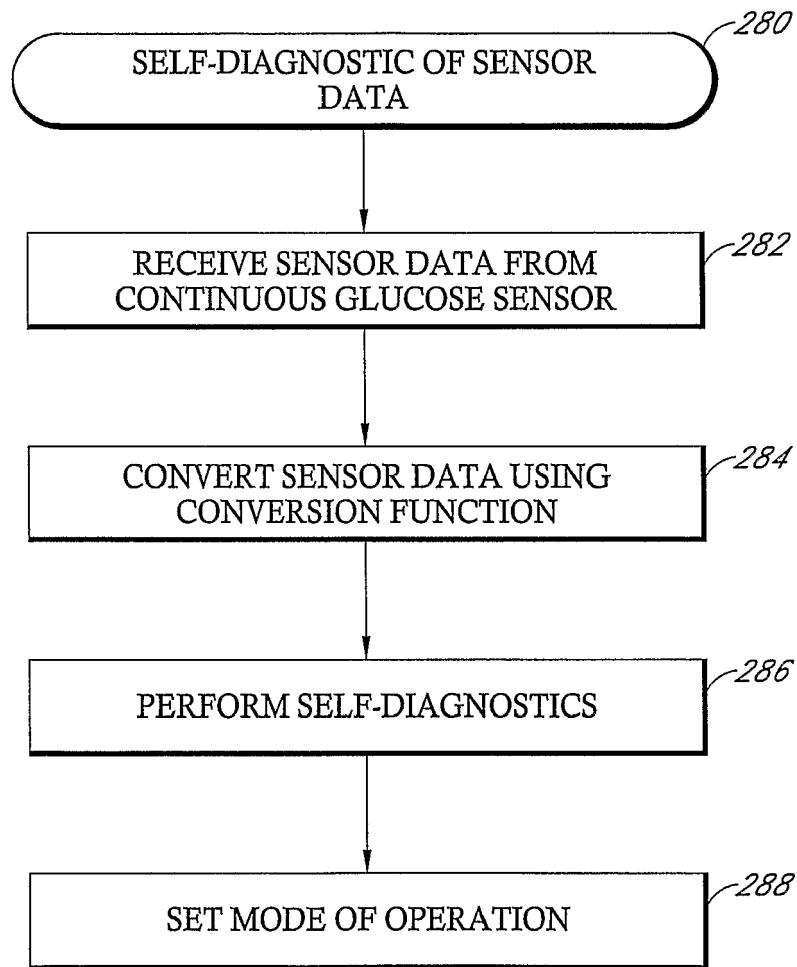 280
SELF-DIAGNOSTIC OF SENSOR
DATA
282
RECEIVE SENSOR DATA FROM
CONTINUOUS GLUCOSE SENSOR
284
CONVERT SENSOR DATA USING
CONVERSION FUNCTION
286
PERFORM SELF-DIAGNOSTICS
288
SET MODE OF OPERATION